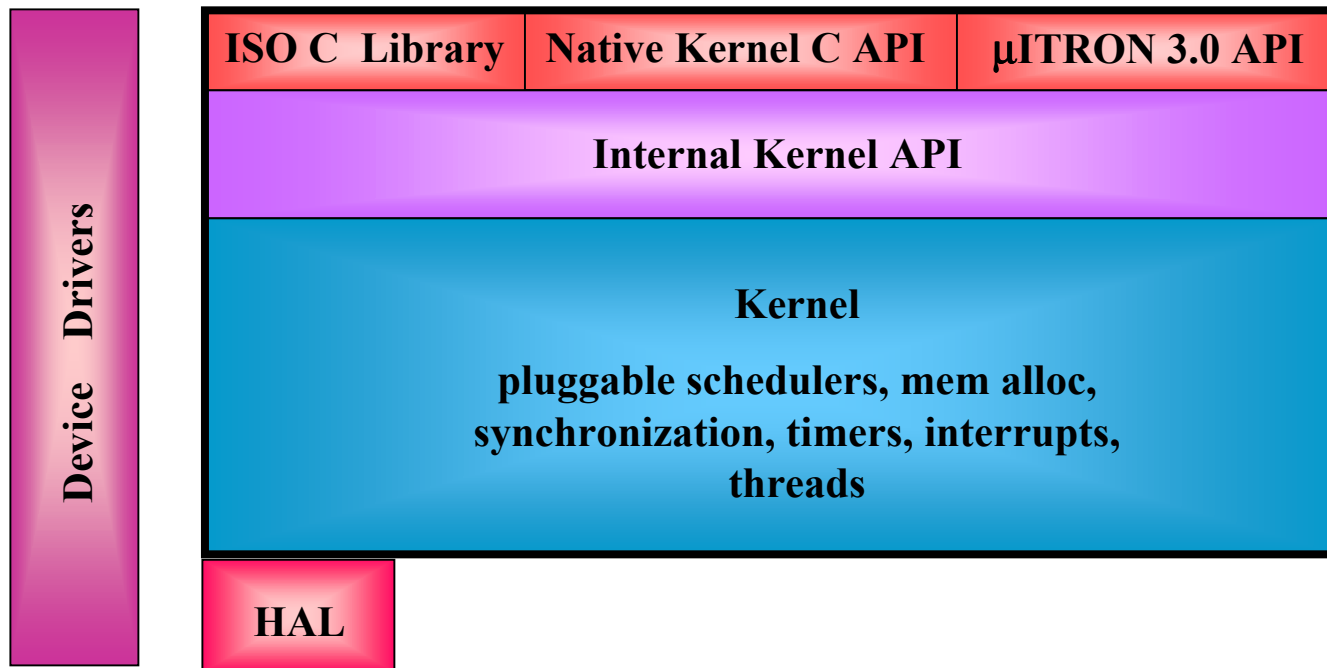 Device Drivers
ISO C Library
Native Kernel C API
μITRON 3.0 API
Internal Kernel API
Kernel
pluggable schedulers, mem alloc,
synchronization, timers, interrupts,
threads
HAL